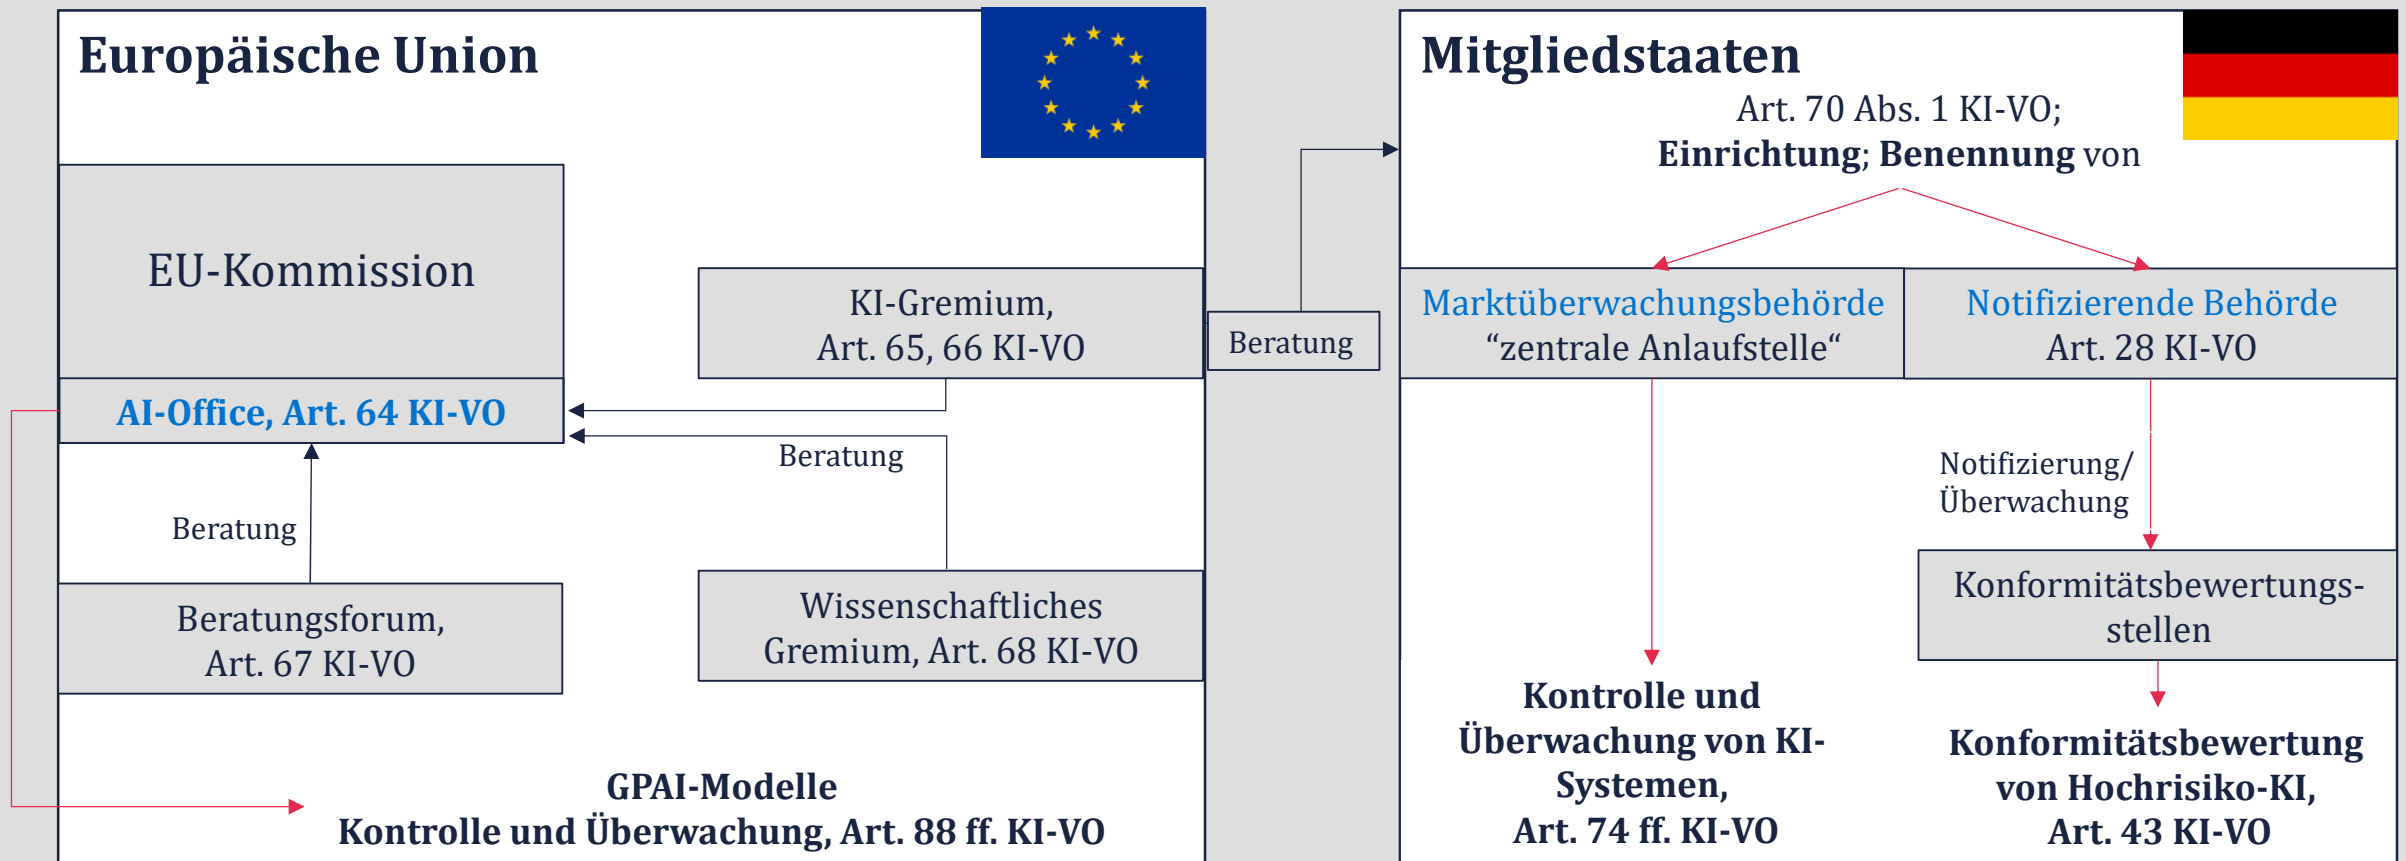 Europäische Union
EU-Kommission
AI-Office, Art. 64 KI-VO
KI-Gremium,
Art. 65, 66 KI-VO
Beratung
Beratung
Beratungsforum,
Art. 67 KI-VO
Wissenschaftliches
Gremium, Art. 68 KI-VO
GPAI-Modelle
Kontrolle und Überwachung, Art. 88 ff. KI-VO
Beratung
Mitgliedstaaten
Art. 70 Abs. 1 KI-VO;
Einrichtung; Benennung von
Marktüberwachungsbehörde
“zentrale Anlaufstelle“
Notifizierende Behörde
Art. 28 KI-VO
Notifizierung/
Überwachung
Konformitätsbewertungs-
stellen
Kontrolle und
Überwachung von KI-
Systemen,
Art. 74 ff. KI-VO
Konformitätsbewertung
von Hochrisiko-KI,
Art. 43 KI-VO